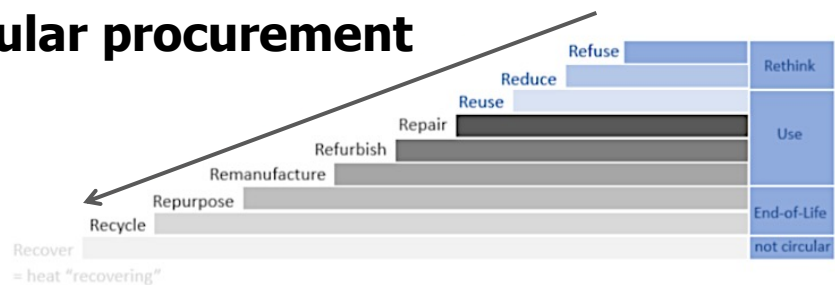 ular procurement
Refuse
Reduce
Rethink
Reuse
Repair
Use
Refurbish
Remanufacture
Repurpose
End-of-Life
Recycle
Recover
not circular
= heat "recovering"